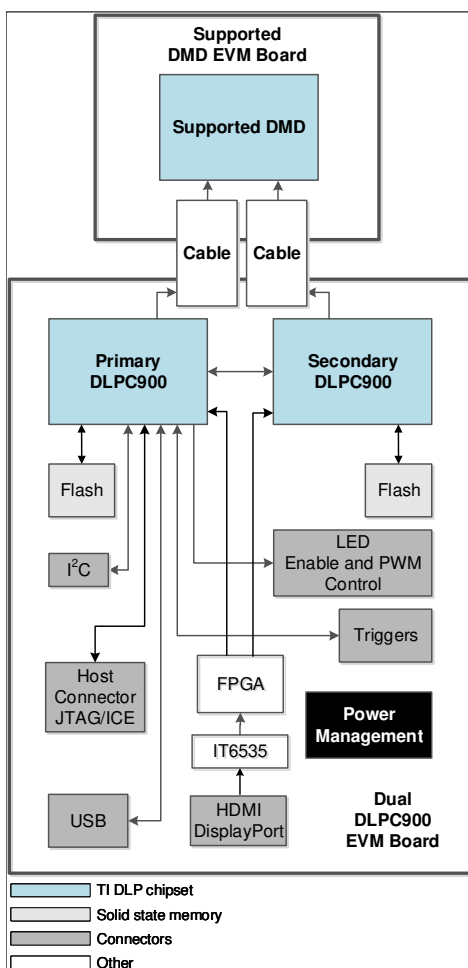 Supported
DMD EVM Board
Supported DMD
Cable
Cable
Primary
DLPC900
Secondary
DLPC900
Flash
Flash
I²C
LED
Enable and PWM
Control
Triggers
Host
Connector
JTAG/ICE
FPGA
IT6535
Power
Management
USB
HDMI
DisplayPort
Dual
DLPC900
EVM Board
TI DLP chipset
Solid state memory
Connectors
Other